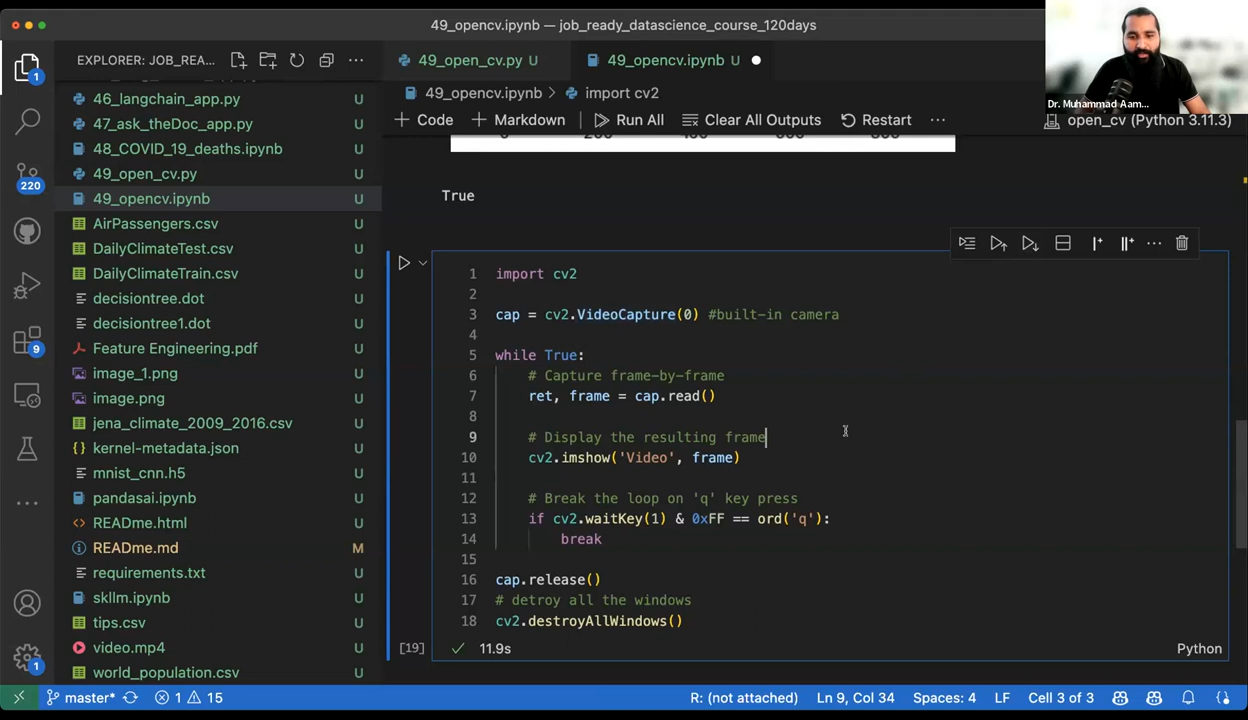 49_opencv.ipynb — job_ready_datascience_course_120days
EXPLORER: JOB_REA...
49_open_cv.py U
49_opencv.ipynb U
49_opencv.ipynb > import cv2
+ Code + Markdown Run All Clear All Outputs Restart ...
open_cv (Python 3.11.3)
Dr. Muhammad Aam...
1
220
9
1
46_langchain_app.py U
47_ask_theDoc_app.py U
48_COVID_19_deaths.ipynb U
49_open_cv.py U
49_opencv.ipynb U
AirPassengers.csv U
DailyClimateTest.csv U
DailyClimateTrain.csv U
decisiontree.dot U
decisiontree1.dot U
Feature Engineering.pdf U
image_1.png U
image.png U
jena_climate_2009_2016.csv U
kernel-metadata.json U
mnist_cnn.h5 U
pandasai.ipynb U
READme.html U
READme.md M
requirements.txt U
skllm.ipynb U
tips.csv U
video.mp4 U
world_population.csv U
True
1 import cv2
2
3 cap = cv2.VideoCapture(0) #built-in camera
4
5 while True:
6 # Capture frame-by-frame
7 ret, frame = cap.read()
8
9 # Display the resulting frame
10 cv2.imshow('Video', frame)
11
12 # Break the loop on 'q' key press
13 if cv2.waitKey(1) & 0xFF == ord('q'):
14 break
15
16 cap.release()
17 # detroy all the windows
18 cv2.destroyAllWindows()
[19] 11.9s Python
master* 1 15 R: (not attached) Ln 9, Col 34 Spaces: 4 LF Cell 3 of 3